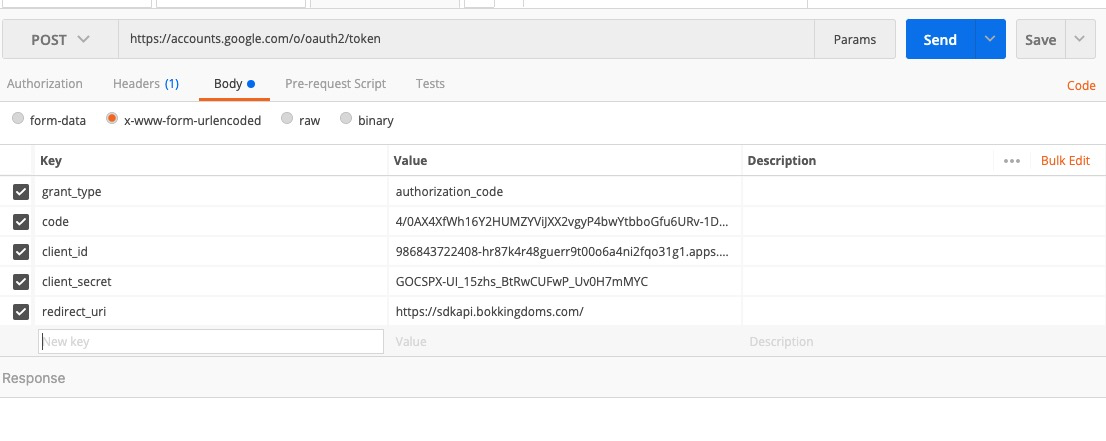 POST https://accounts.google.com/o/oauth2/token Params Send Save
Authorization Headers (1) Body Pre-request Script Tests Code
form-data x-www-form-urlencoded raw binary
Key Value Description ••• Bulk Edit
grant_type authorization_code
code 4/0AX4XfWh16Y2HUMZYViJXX2vgyP4bwYtbboGfu6URv-1D...
client_id 986843722408-hr87k4r48guerr9t00o6a4ni2fqo31g1.apps....
client_secret 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
redirect_uri https://sdkapi.bokkingdoms.com/
New key Value Description
Response